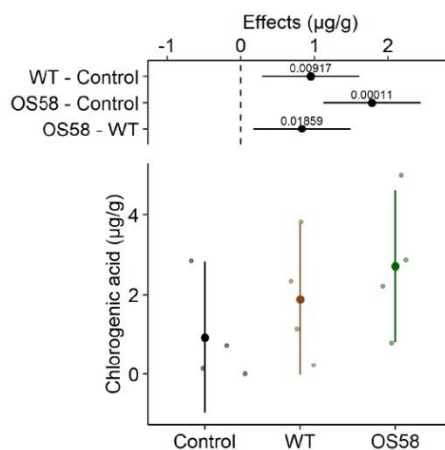 Effects (µg/g)
-1 0 1 2
WT - Control 0.00917
OS58 - Control 0.00011
OS58 - WT 0.01859
Chlorogenic acid (µg/g)
4
2
0
Control WT OS58